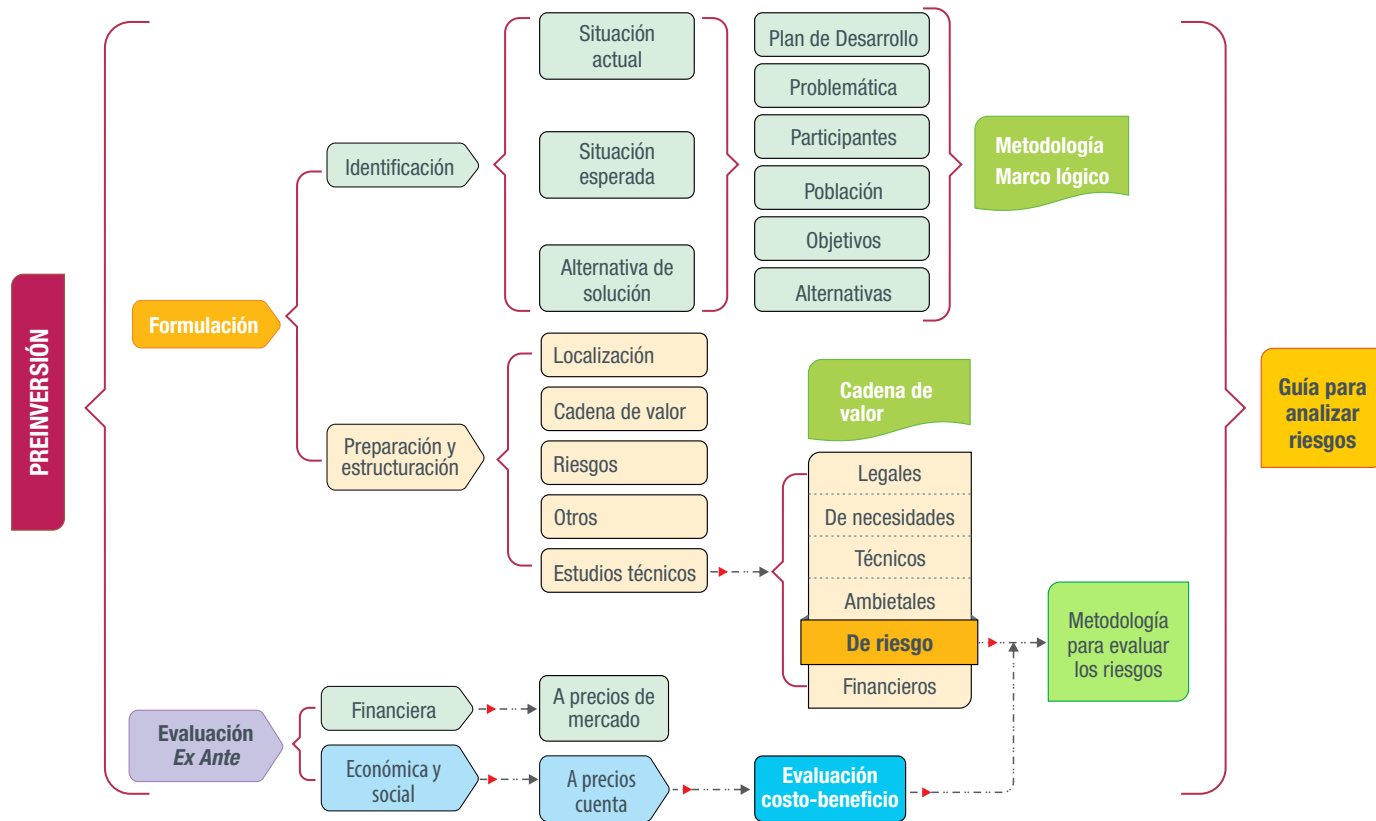 PREINVERSIÓN
Formulación
Identificación
Situación
actual
Situación
esperada
Alternativa de
solución
Plan de Desarrollo
Problemática
Participantes
Población
Objetivos
Alternativas
Metodología
Marco lógico
Preparación y
estructuración
Localización
Cadena de valor
Riesgos
Otros
Estudios técnicos
Cadena de
valor
Legales
De necesidades
Técnicos
Ambietales
De riesgo
Financieros
Metodología
para evaluar
los riesgos
Guía para
analizar
riesgos
Evaluación
Ex Ante
Financiera
A precios de
mercado
Económica y
social
A precios
cuenta
Evaluación
costo-beneficio